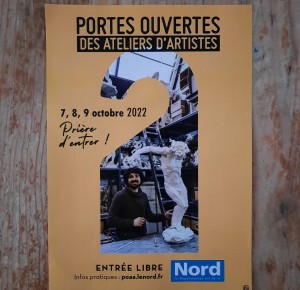 PORTES OUVERTES
DES ATELIERS D'ARTISTES
7, 8, 9 octobre 2022
Prière
d'entrer !
ENTRÉE LIBRE
Infos pratiques : poaa.lenord.fr
Nord